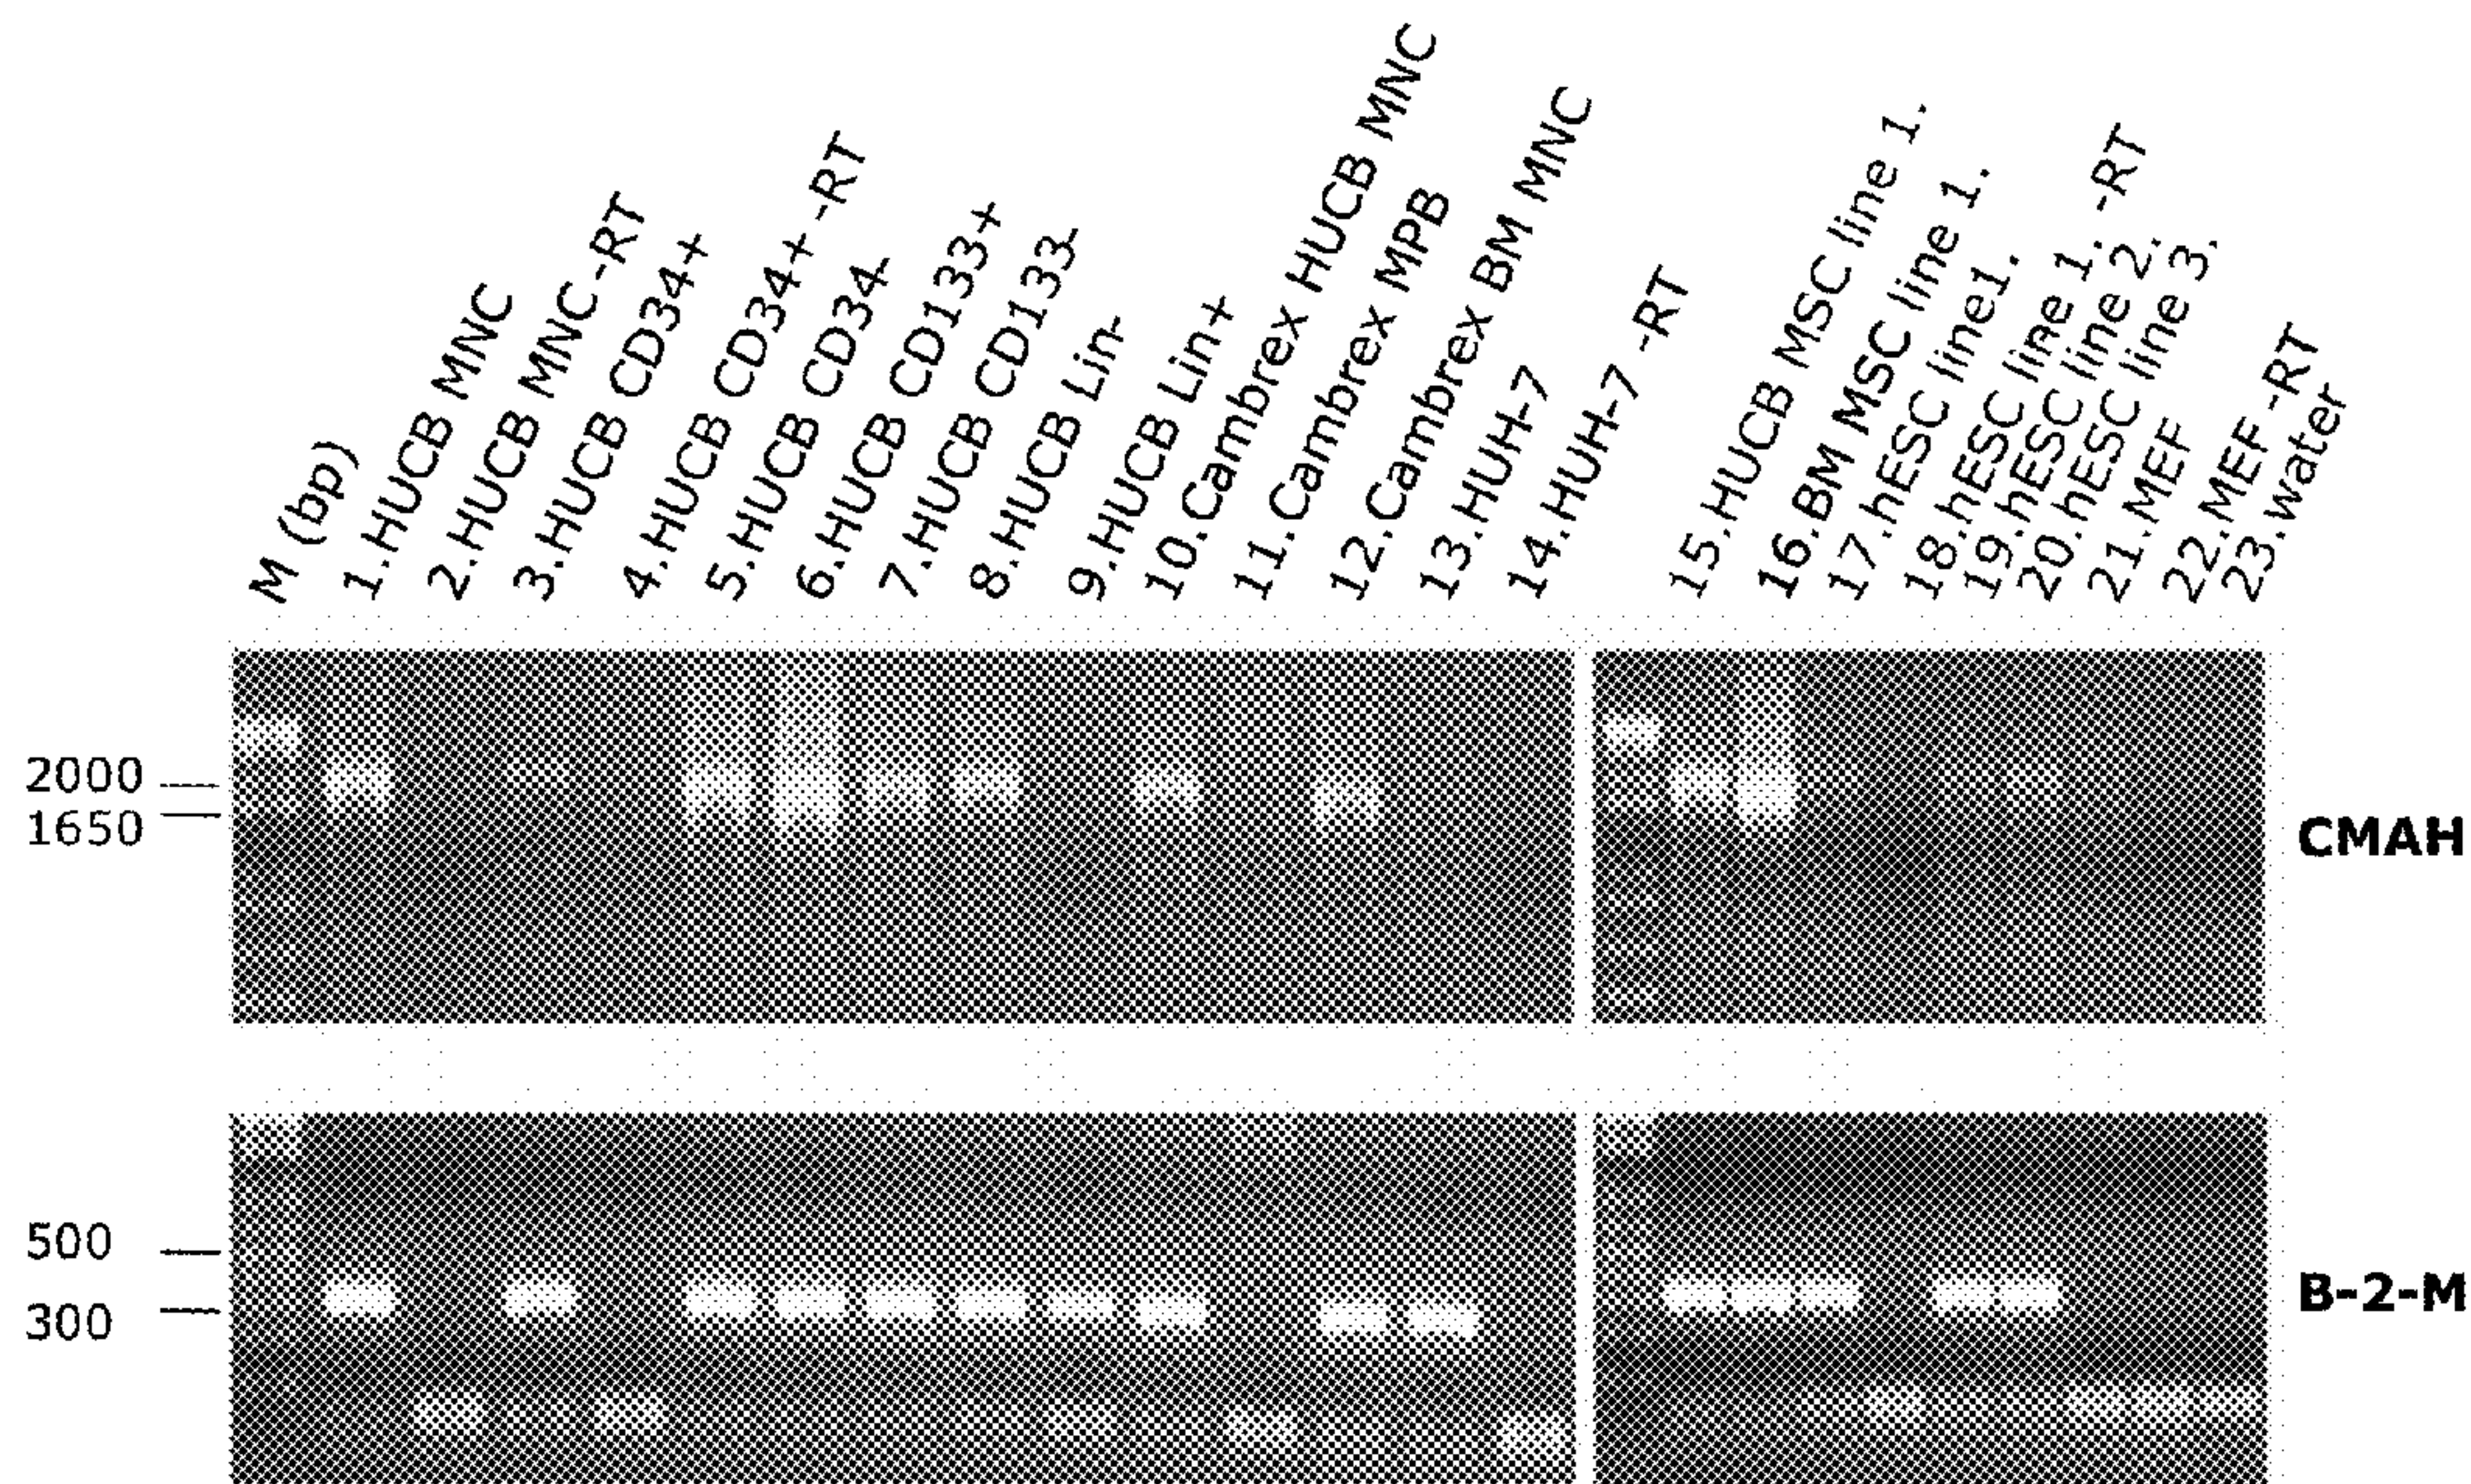 M (bp)
1.HUCB MNC
2.HUCB MNC-RT
3.HUCB CD34+
4.HUCB CD34+ -RT
5.HUCB CD34-
6.HUCB CD133+
7.HUCB CD133-
8.HUCB Lin-
9.HUCB Lin+
10.Cambrex HUCB MNC
11.Cambrex MPB
12.Cambrex BM MNC
13.HUH-7
14.HUH-7 -RT
15.HUCB MSC line 1.
16.BM MSC line 1.
17.hESC line1.
18.hESC line 1. -RT
19.hESC line 2.
20.hESC line 3.
21.MEF
22.MEF -RT
23.water
2000
1650
CMAH
500
300
B-2-M